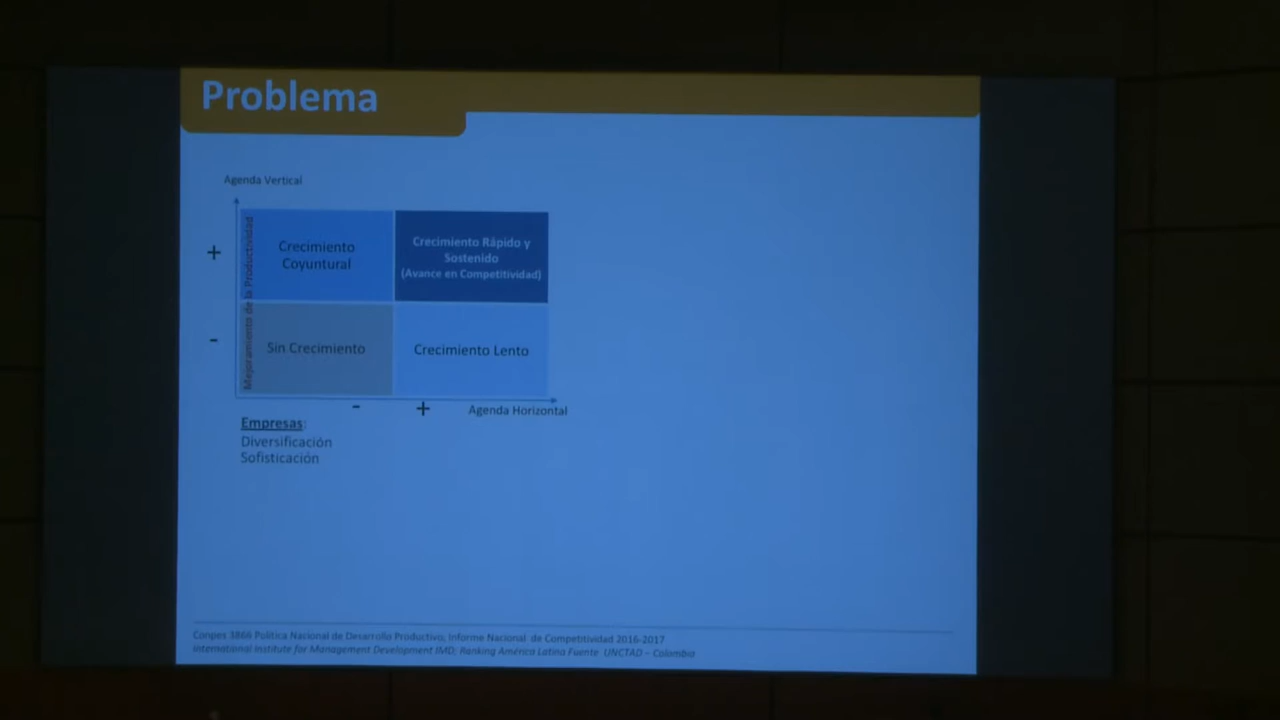 Problema
Agenda Vertical
+
Mejoramiento de la Productividad
Crecimiento
Coyuntural
Crecimiento Rápido y
Sostenido
(Avance en Competitividad)
-
Sin Crecimiento
Crecimiento Lento
-
+
Agenda Horizontal
Empresas:
Diversificación
Sofisticación
Conpes 3866 Política Nacional de Desarrollo Productivo, Informe Nacional de Competitividad 2016-2017
International Institute for Management Development IMD; Ranking América Latina Fuente UNCTAD – Colombia